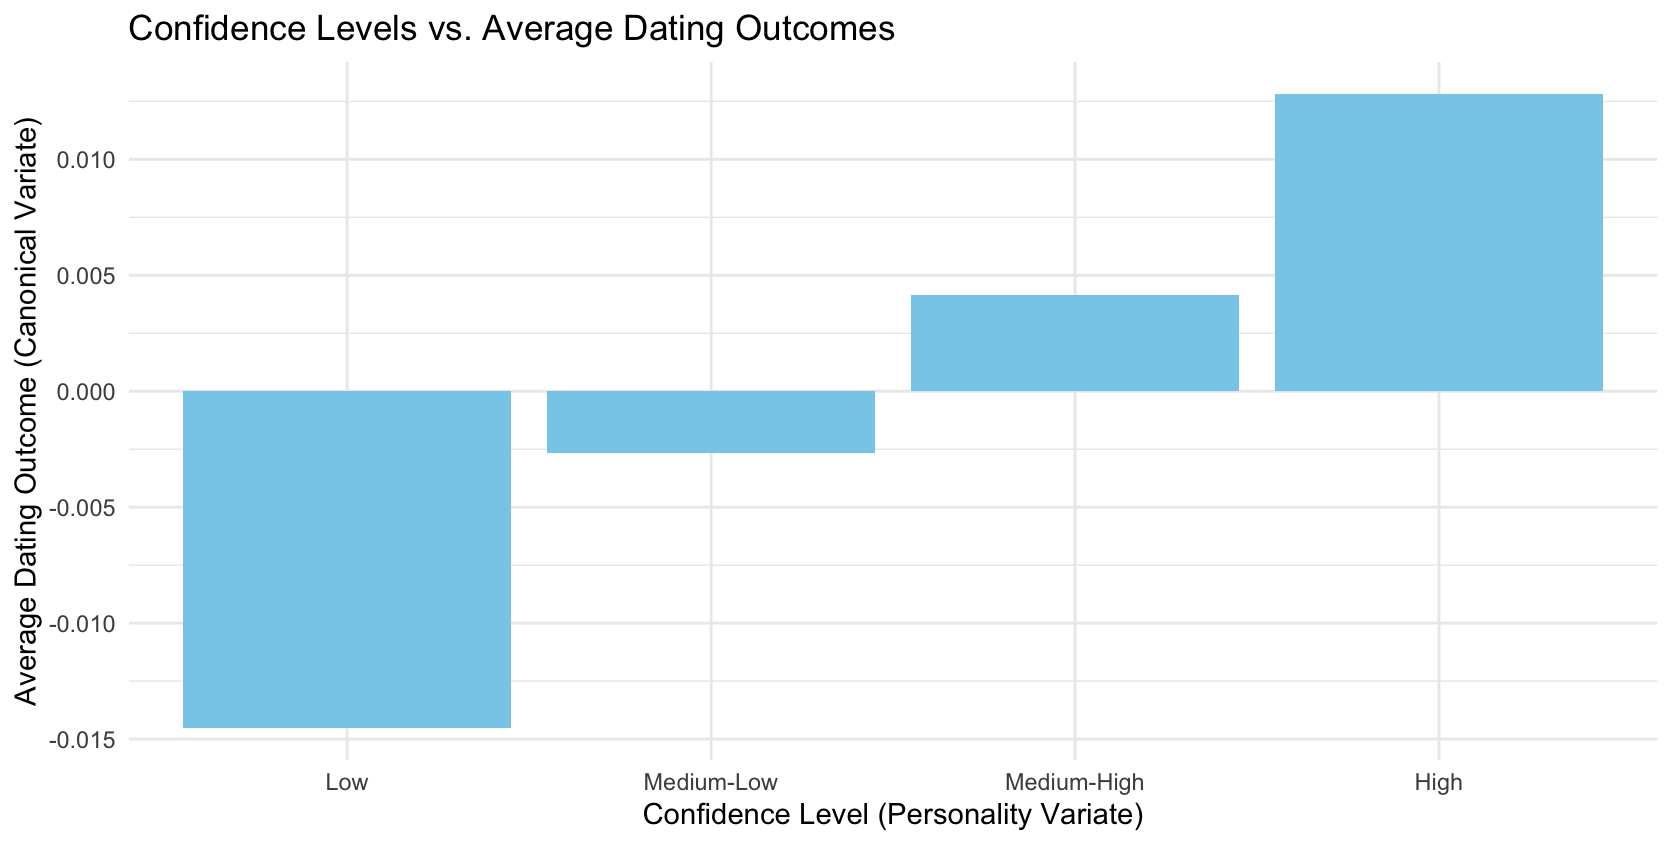 Confidence Levels vs. Average Dating Outcomes
Average Dating Outcome (Canonical Variate)
0.010
0.005
0.000
-0.005
-0.010
-0.015
Low Medium-Low Medium-High High
Confidence Level (Personality Variate)